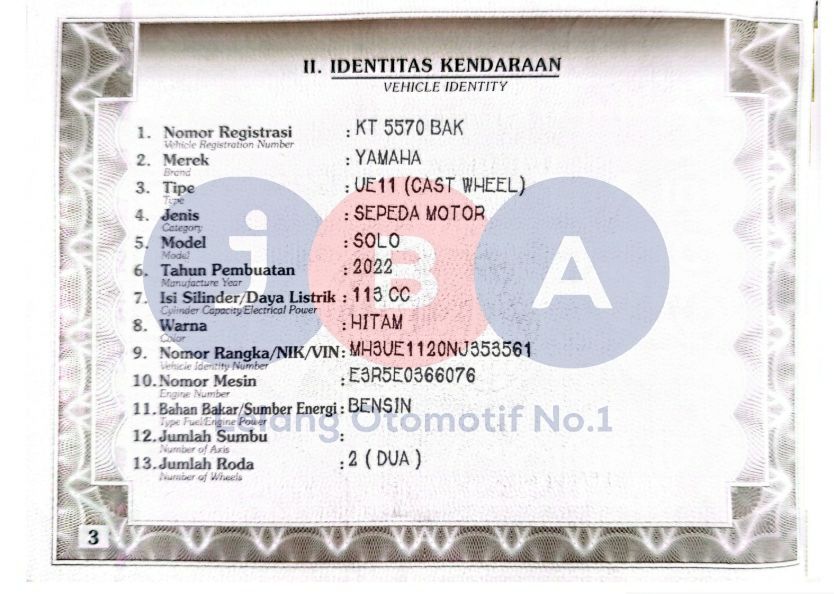 II. IDENTITAS KENDARAAN
VEHICLE IDENTITY
1. Nomor Registrasi : KT 5570 BAK
Vehicle Registration Number
2. Merek : YAMAHA
Brand
3. Tipe : UE11 (CAST WHEEL)
Type
4. Jenis : SEPEDA MOTOR
Category
5. Model : SOLO
Model
6. Tahun Pembuatan : 2022
Manufacture Year
7. Isi Silinder/Daya Listrik : 113 CC
Cylinder Capacity/Electrical Power
8. Warna : HITAM
Color
9. Nomor Rangka/NIK/VIN : MH3UE1120NJ353561
Vehicle Identity Number
10. Nomor Mesin : E3R5E0366076
Engine Number
11. Bahan Bakar/Sumber Energi : BENSIN
Type Fuel/Engine Power
12. Jumlah Sumbu :
Number of Axis
13. Jumlah Roda : 2 ( DUA )
Number of Wheels
3
JBA
Lelang Otomotif No.1